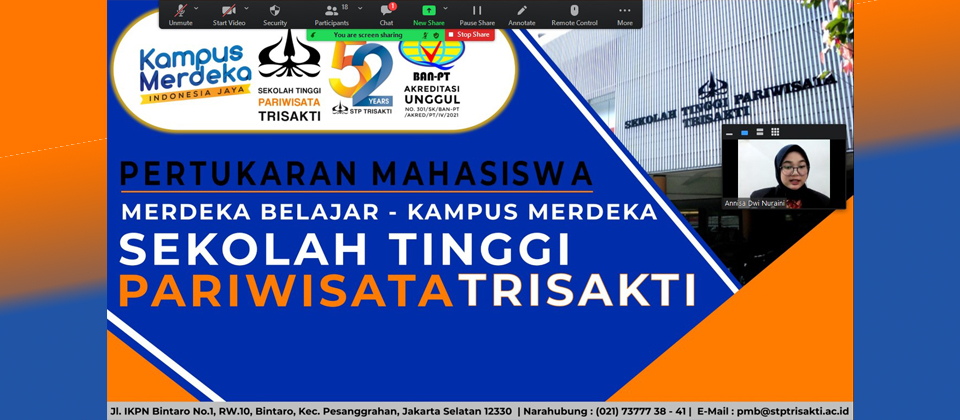 Unmute
Start Video
Security
Participants
18
Chat
1
New Share
Pause Share
Annotate
Remote Control
More
You are screen sharing
Stop Share
Kampus
Merdeka
INDONESIA JAYA
SEKOLAH TINGGI
PARIWISATA
TRISAKTI
52
YEARS
STP TRISAKTI
BAN-PT
AKREDITASI
UNGGUL
NO. 301/SK/BAN-PT
/AKRED/PT/IV/2021
SEKOLAH TINGGI PARIWISATA
TRISAKTI
Annisa Dwi Nuraini
PERTUKARAN MAHASISWA
MERDEKA BELAJAR - KAMPUS MERDEKA
SEKOLAH TINGGI
PARIWISATA TRISAKTI
Jl. IKPN Bintaro No.1, RW.10, Bintaro, Kec. Pesanggrahan, Jakarta Selatan 12330 | Narahubung : (021) 73777 38 - 41 | E-Mail : pmb@stptrisakti.ac.id